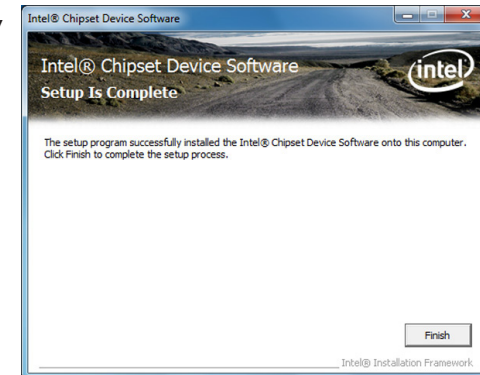 Intel® Chipset Device Software
Intel® Chipset Device Software
Setup Is Complete
intel
The setup program successfully installed the Intel® Chipset Device Software onto this computer.
Click Finish to complete the setup process.
Finish
Intel® Installation Framework